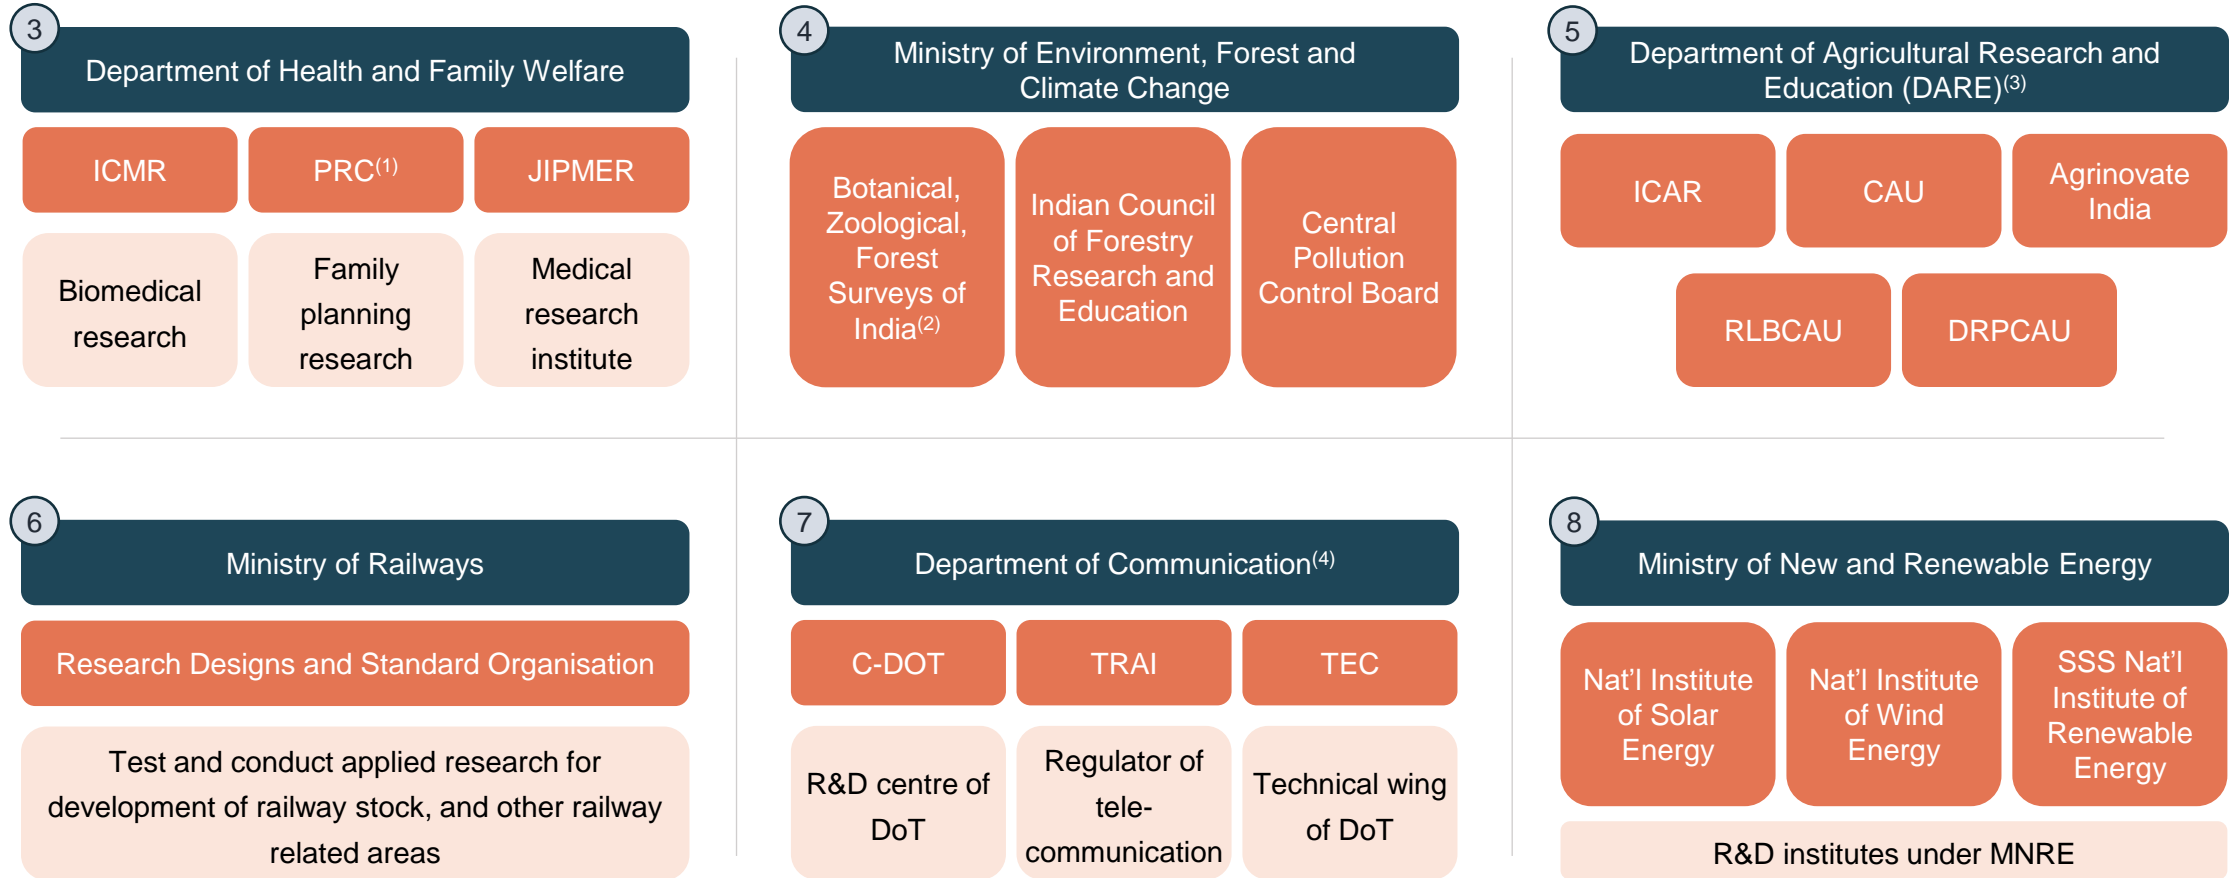 3
Department of Health and Family Welfare
ICMR
PRC(1)
JIPMER
Biomedical
research
Family
planning
research
Medical
research
institute
4
Ministry of Environment, Forest and
Climate Change
Botanical,
Zoological,
Forest
Surveys of
India(2)
Indian Council
of Forestry
Research and
Education
Central
Pollution
Control Board
5
Department of Agricultural Research and
Education (DARE)(3)
ICAR
CAU
Agrinovate
India
RLBCAU
DRPCAU
6
Ministry of Railways
Research Designs and Standard Organisation
Test and conduct applied research for
development of railway stock, and other railway
related areas
7
Department of Communication(4)
C-DOT
TRAI
TEC
R&D centre of
DoT
Regulator of
tele-
communication
Technical wing
of DoT
8
Ministry of New and Renewable Energy
Nat'l Institute
of Solar
Energy
Nat'l Institute
of Wind
Energy
SSS Nat'l
Institute of
Renewable
Energy
R&D institutes under MNRE